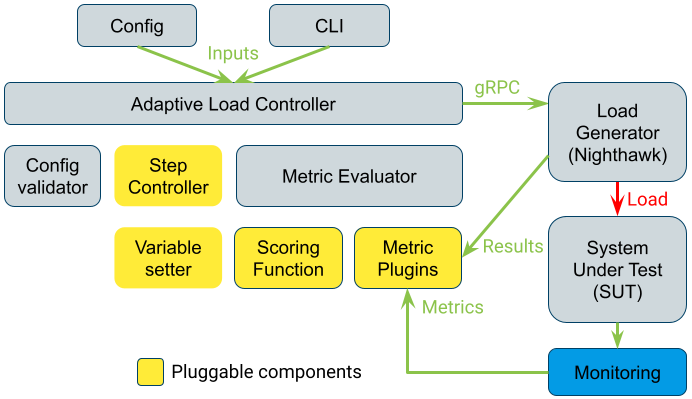 Config
CLI
Inputs
Adaptive Load Controller
gRPC
Load
Generator
(Nighthawk)
Config
validator
Step
Controller
Metric Evaluator
Load
Variable
setter
Scoring
Function
Metric
Plugins
Results
System
Under Test
(SUT)
Metrics
Pluggable components
Monitoring